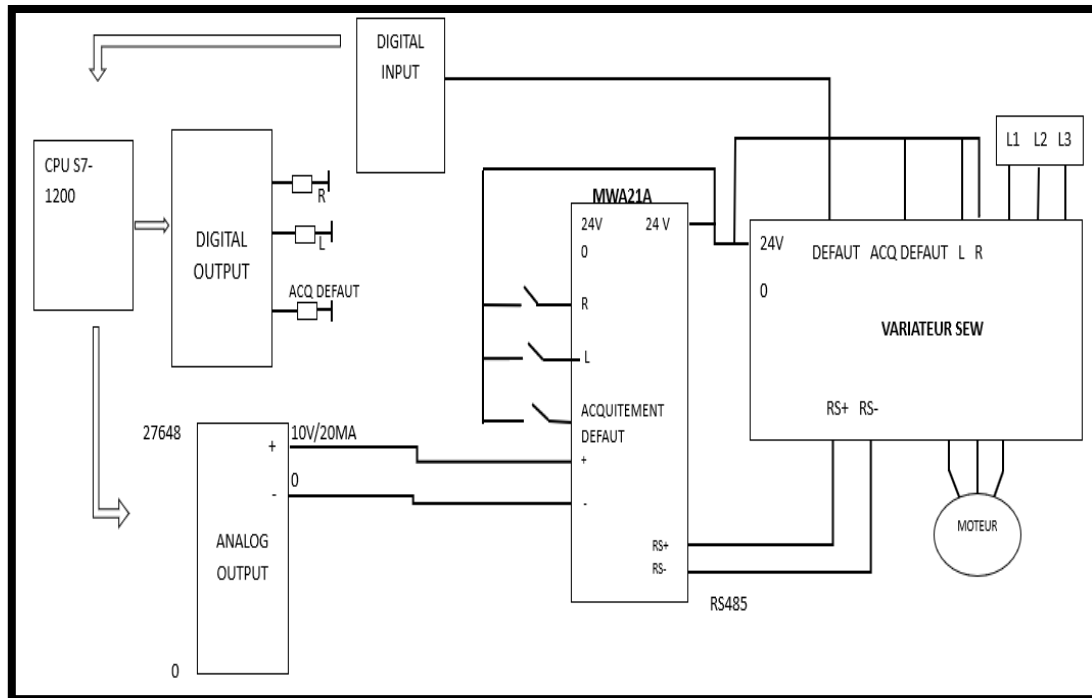 DIGITAL
INPUT
CPU S7-
1200
DIGITAL
OUTPUT
R
L
ACQ DEFAUT
MWA21A
24V
24 V
0
R
L
ACQUITEMENT
DEFAUT
+
-
RS+
RS-
RS485
L1 L2 L3
24V
DEFAUT ACQ DEFAUT L R
0
VARIATEUR SEW
RS+ RS-
MOTEUR
27648
+
10V/20MA
0
-
ANALOG
OUTPUT
0